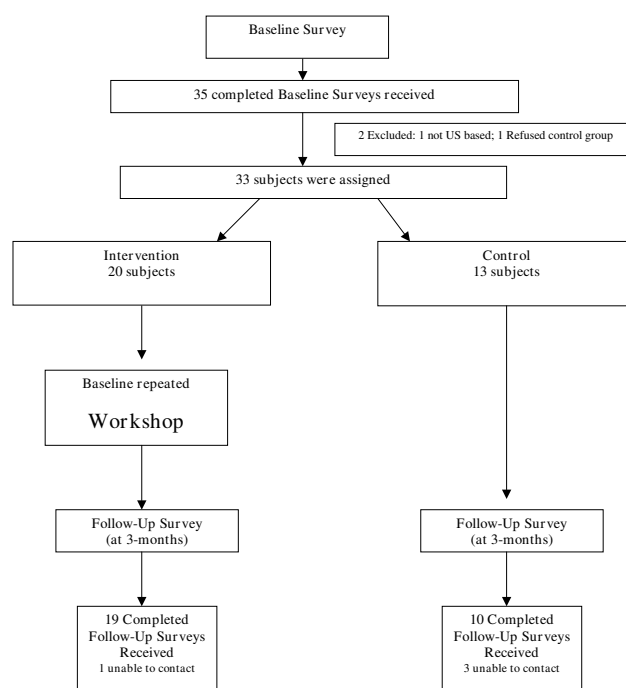 Baseline Survey
35 completed Baseline Surveys received
2 Excluded: 1 not US based; 1 Refused control group
33 subjects were assigned
Intervention
20 subjects
Control
13 subjects
Baseline repeated
Workshop
Follow-Up Survey
(at 3-months)
Follow-Up Survey
(at 3-months)
19 Completed
Follow-Up Surveys
Received
1 unable to contact
10 Completed
Follow-Up Surveys
Received
3 unable to contact